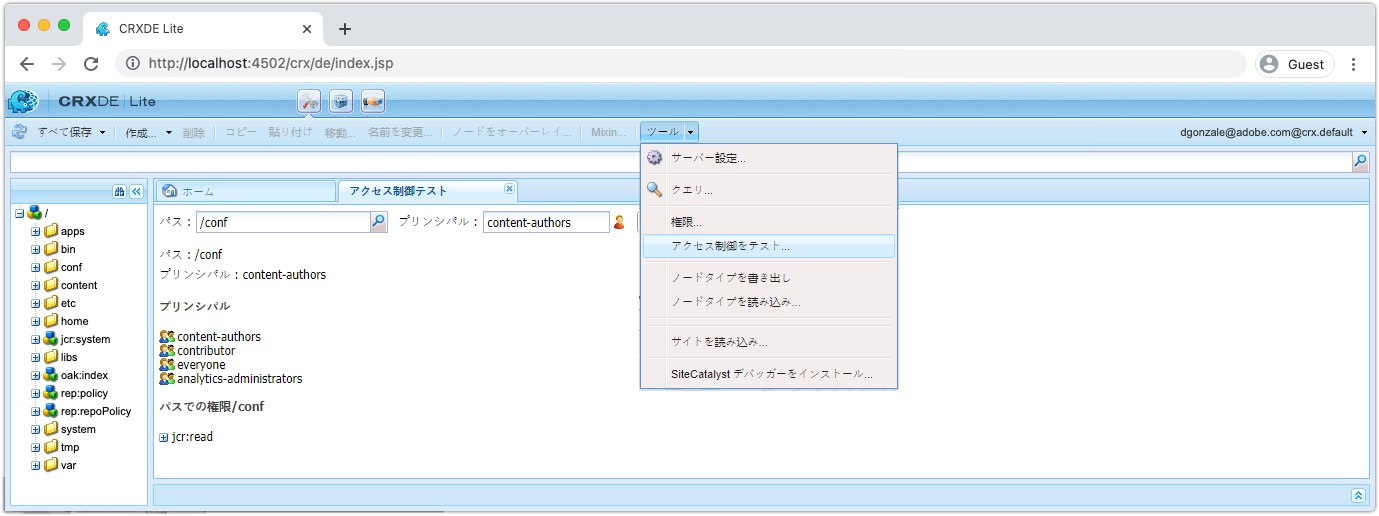 CRXDE Lite
http://localhost:4502/crx/de/index.jsp
Guest
CRXDE | Lite
すべて保存 作成... 削除 コピー 貼り付け 移動... 名前を変更... ノードをオーバーレイ... Mixin... ツール dgonzale@adobe.com@crx.default
サーバー設定...
クエリ...
権限...
アクセス制御をテスト...
ノードタイプを書き出し
ノードタイプを読み込み...
サイトを読み込み...
SiteCatalyst デバッガーをインストール...
/
apps
bin
conf
content
etc
home
jcr:system
libs
oak:index
rep:policy
rep:repoPolicy
system
tmp
var
ホーム アクセス制御テスト
パス : /conf プリンシパル : content-authors
パス : /conf
プリンシパル : content-authors
プリンシパル
content-authors
contributor
everyone
analytics-administrators
パスでの権限/conf
jcr:read